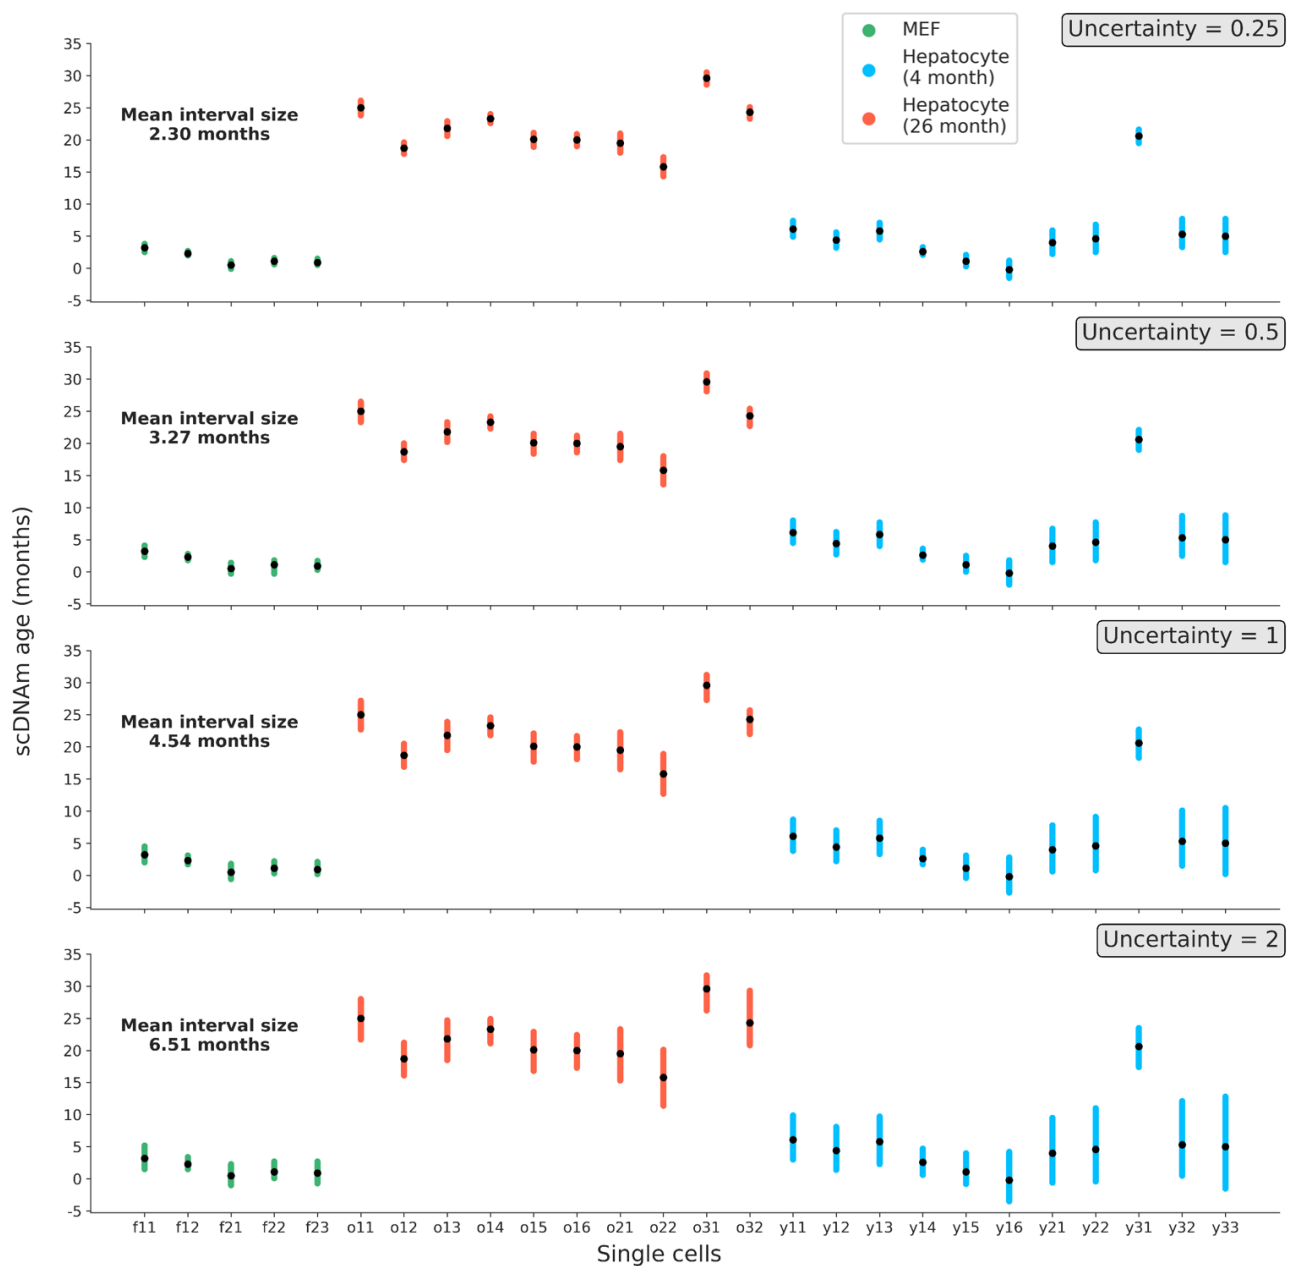 Uncertainty = 0.25
MEF
Hepatocyte
(4 month)
Hepatocyte
(26 month)
35
30
25
20
15
10
5
0
-5
Mean interval size
2.30 months
Uncertainty = 0.5
35
30
25
20
15
10
5
0
-5
Mean interval size
3.27 months
Uncertainty = 1
35
30
25
20
15
10
5
0
-5
Mean interval size
4.54 months
Uncertainty = 2
35
30
25
20
15
10
5
0
-5
Mean interval size
6.51 months
scDNAm age (months)
f11 f12 f21 f22 f23 o11 o12 o13 o14 o15 o16 o21 o22 o31 o32 y11 y12 y13 y14 y15 y16 y21 y22 y31 y32 y33
Single cells